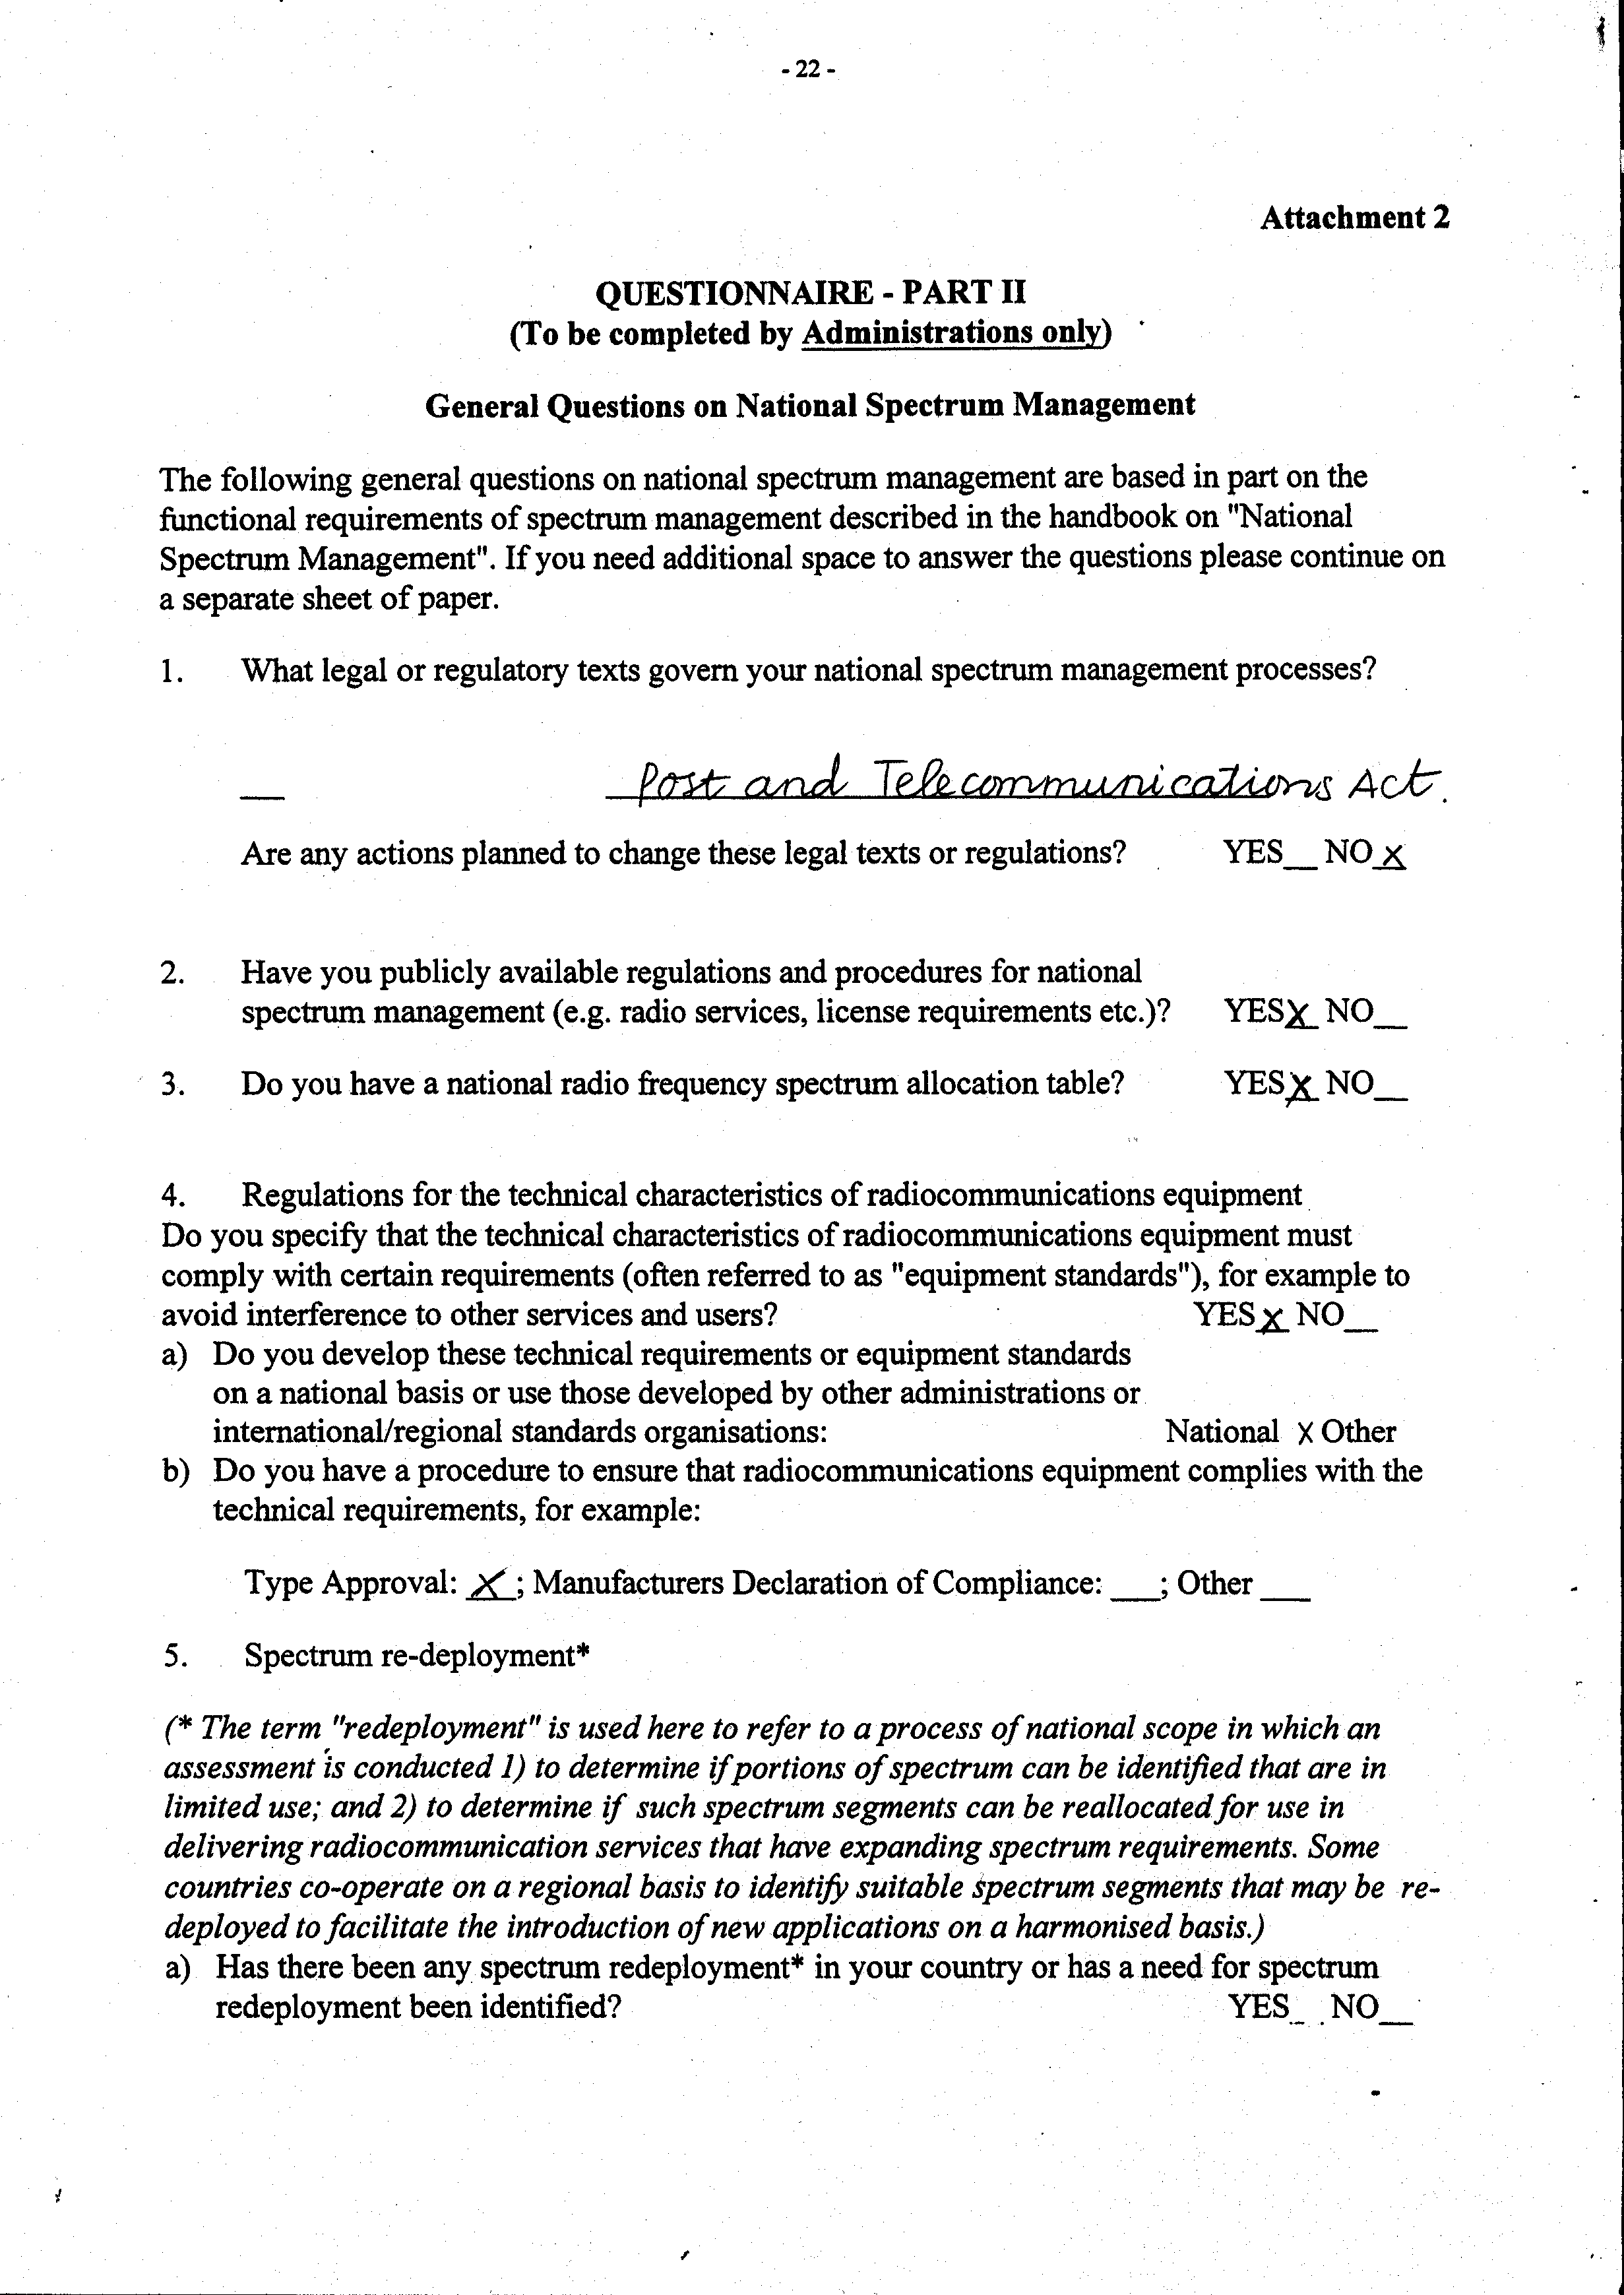 - 22 -
Attachment 2
QUESTIONNAIRE - PART II
(To be completed by Administrations only)
General Questions on National Spectrum Management
The following general questions on national spectrum management are based in part on the
functional requirements of spectrum management described in the handbook on "National
Spectrum Management". If you need additional space to answer the questions please continue on
a separate sheet of paper.
1. What legal or regulatory texts govern your national spectrum management processes?
__ Post and Telecommunications Act.
Are any actions planned to change these legal texts or regulations? YES__ NO X
2. Have you publicly available regulations and procedures for national
spectrum management (e.g. radio services, license requirements etc.)? YES X NO__
3. Do you have a national radio frequency spectrum allocation table? YES X NO__
4. Regulations for the technical characteristics of radiocommunications equipment
Do you specify that the technical characteristics of radiocommunications equipment must
comply with certain requirements (often referred to as "equipment standards"), for example to
avoid interference to other services and users? YES X NO__
a) Do you develop these technical requirements or equipment standards
on a national basis or use those developed by other administrations or
international/regional standards organisations: National X Other
b) Do you have a procedure to ensure that radiocommunications equipment complies with the
technical requirements, for example:
Type Approval: X ; Manufacturers Declaration of Compliance: ___; Other ___
5. Spectrum re-deployment*
(* The term "redeployment" is used here to refer to a process of national scope in which an
assessment is conducted 1) to determine if portions of spectrum can be identified that are in
limited use; and 2) to determine if such spectrum segments can be reallocated for use in
delivering radiocommunication services that have expanding spectrum requirements. Some
countries co-operate on a regional basis to identify suitable spectrum segments that may be re-
deployed to facilitate the introduction of new applications on a harmonised basis.)
a) Has there been any spectrum redeployment* in your country or has a need for spectrum
redeployment been identified? YES_ NO__